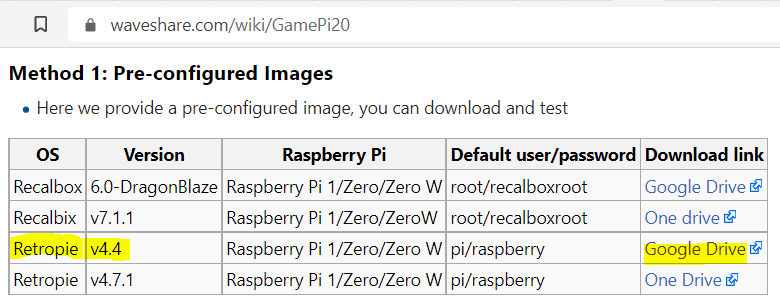 waveshare.com/wiki/GamePi20
Method 1: Pre-configured Images
Here we provide a pre-configured image, you can download and test
OS Version Raspberry Pi Default user/password Download link
Recalbox 6.0-DragonBlaze Raspberry Pi 1/Zero/Zero W root/recalboxroot Google Drive
Recalbix v7.1.1 Raspberry Pi 1/Zero/ZeroW root/recalboxroot One drive
Retropie v4.4 Raspberry Pi 1/Zero/Zero W pi/raspberry Google Drive
Retropie v4.7.1 Raspberry Pi 1/Zero/Zero W pi/raspberry One Drive